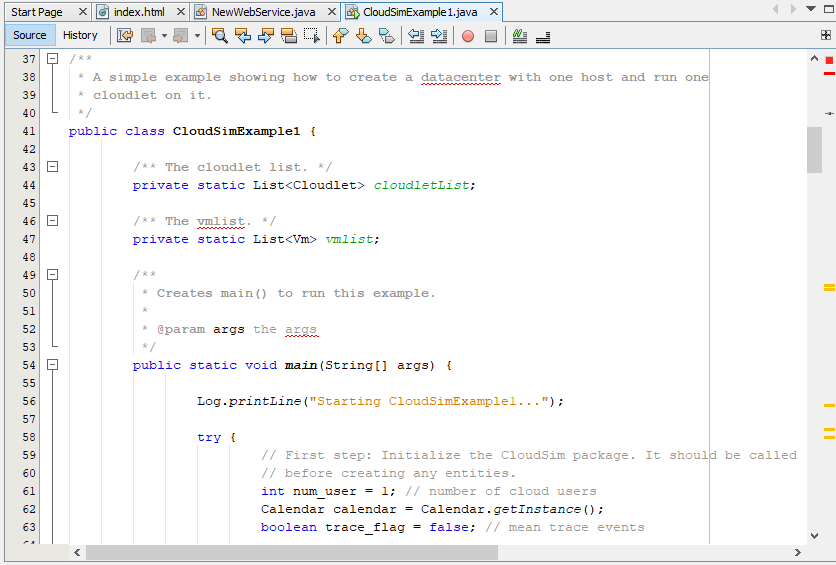 Start Page index.html NewWebService.java CloudSimExample1.java
Source History
37 /**
38 * A simple example showing how to create a datacenter with one host and run one
39 * cloudlet on it.
40 */
41 public class CloudSimExample1 {
42
43 /** The cloudlet list. */
44 private static List<Cloudlet> cloudletList;
45
46 /** The vmlist. */
47 private static List<Vm> vmlist;
48
49 /**
50 * Creates main() to run this example.
51 *
52 * @param args the args
53 */
54 public static void main(String[] args) {
55
56 Log.printLine("Starting CloudSimExample1...");
57
58 try {
59 // First step: Initialize the CloudSim package. It should be called
60 // before creating any entities.
61 int num_user = 1; // number of cloud users
62 Calendar calendar = Calendar.getInstance();
63 boolean trace_flag = false; // mean trace events